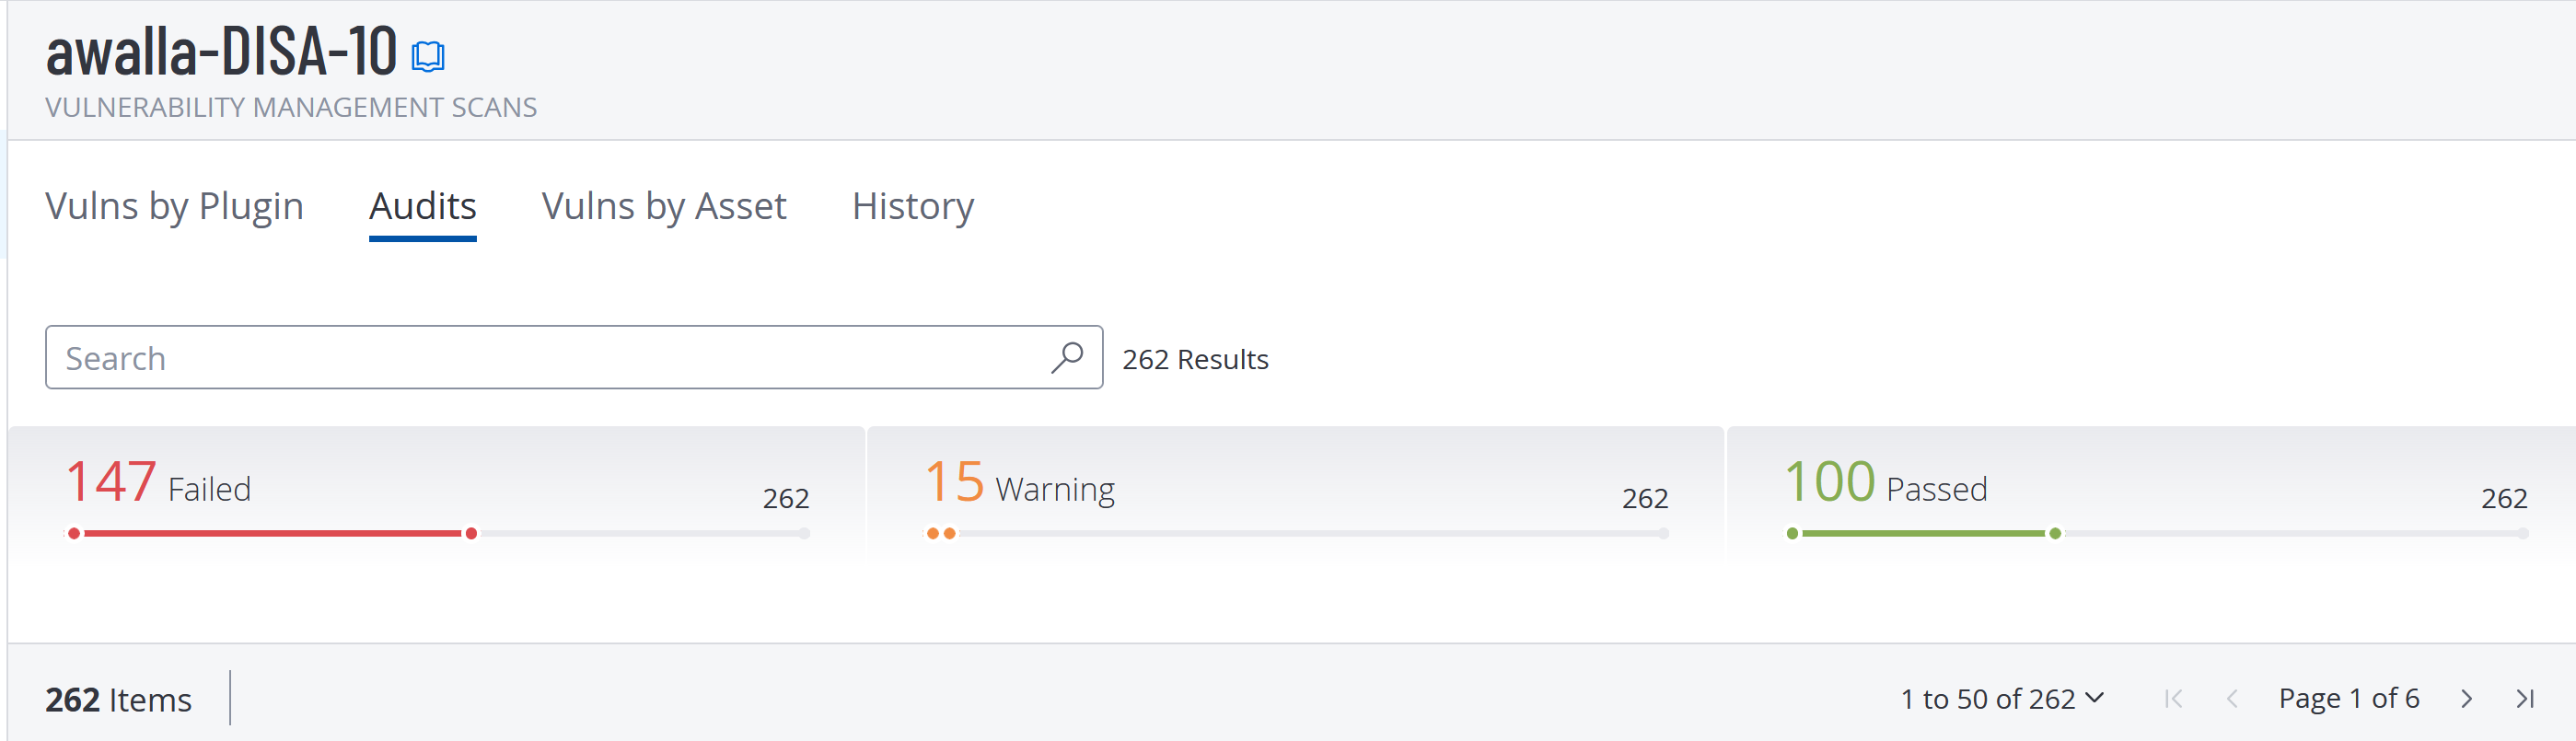 awalla-DISA-10
VULNERABILITY MANAGEMENT SCANS
Vulns by Plugin Audits Vulns by Asset History
Search 262 Results
147 Failed 262 15 Warning 262 100 Passed 262
262 Items 1 to 50 of 262 Page 1 of 6